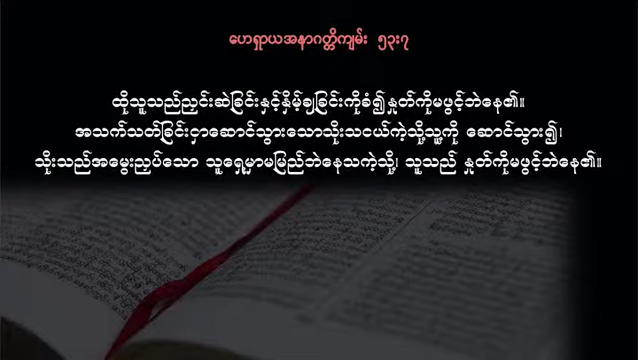 ဟေရှာယအနာဂတ္တိကျမ်း ၅၃း၇
ထိုသူသည်ညှင်းဆဲခြင်းနှင့်နှိမ့်ချခြင်းကိုခံ၍နှုတ်ကိုမဖွင့်ဘဲနေ၏။
အသက်သတ်ခြင်းငှာဆောင်သွားသောသိုးသငယ်ကဲ့သို့သူ့ကို ဆောင်သွား၍၊
သိုးသည်အမွေးညှပ်သော သူရှေ့မှာမမြည်ဘဲနေသကဲ့သို့၊ သူသည် နှုတ်ကိုမဖွင့်ဘဲနေ၏။